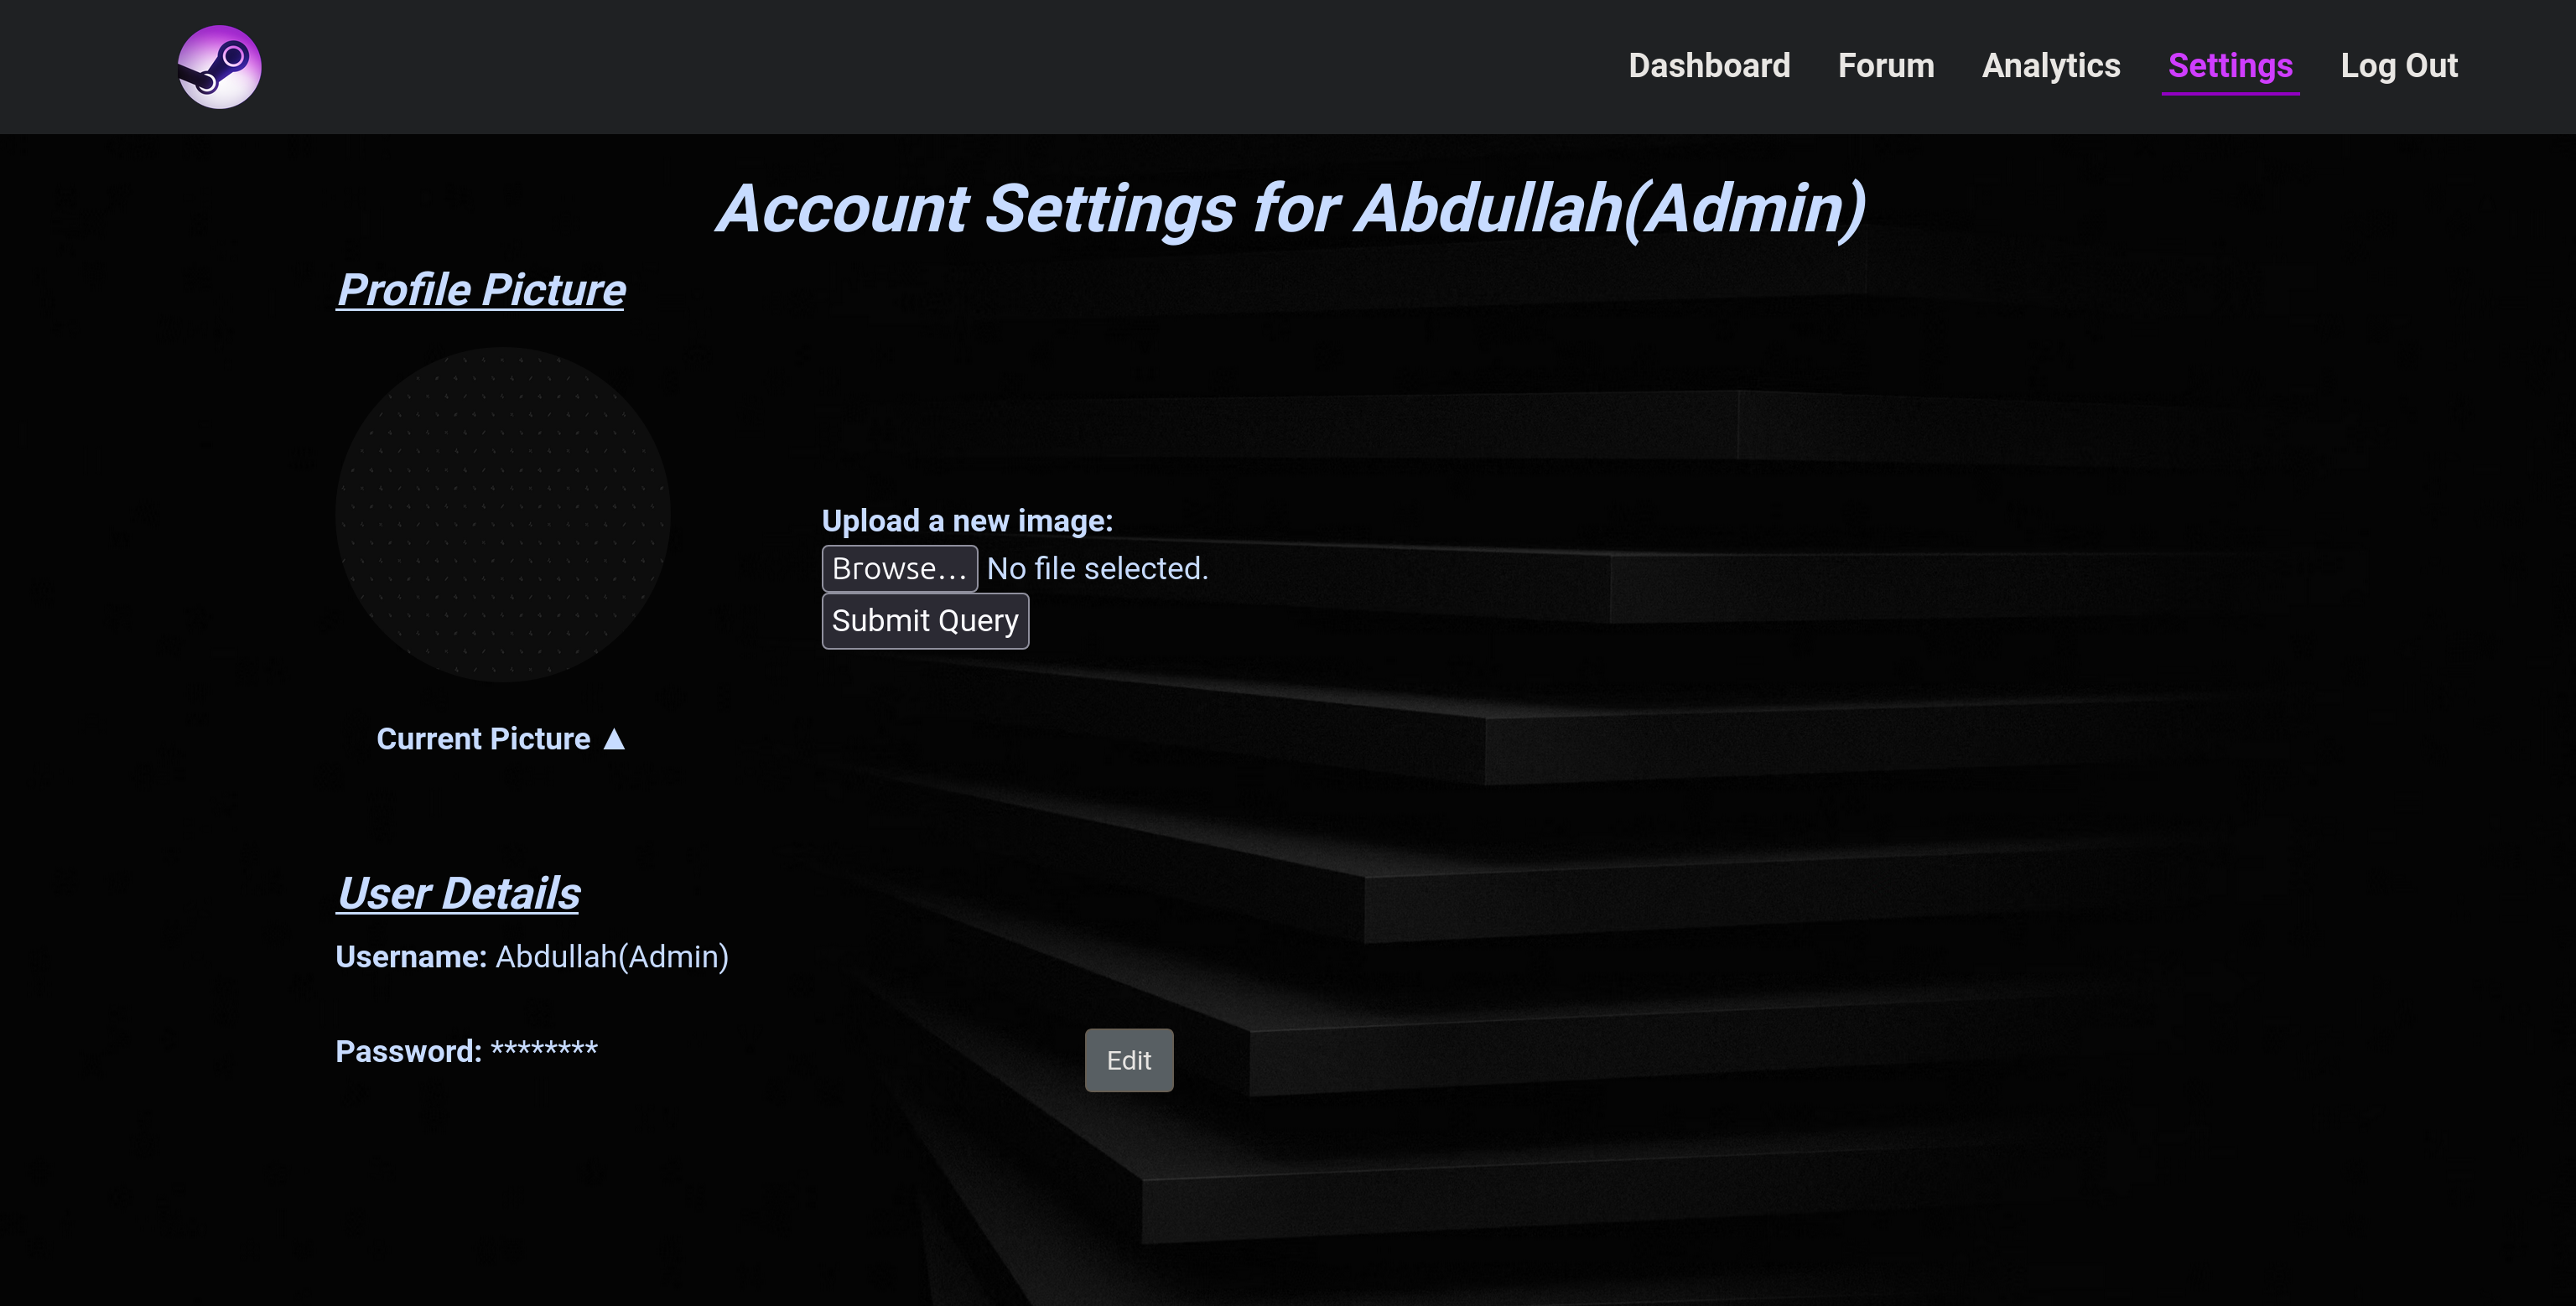 Dashboard Forum Analytics Settings Log Out
Account Settings for Abdullah(Admin)
Profile Picture
Upload a new image:
Browse... No file selected.
Submit Query
Current Picture ▲
User Details
Username: Abdullah(Admin)
Password: ********
Edit